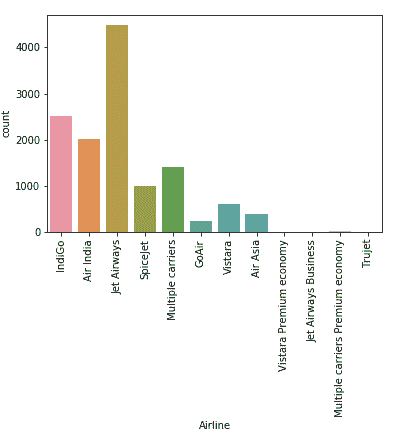 4000
3000
2000
1000
0
count
IndiGo
Air India
Jet Airways
SpiceJet
Multiple carriers
GoAir
Vistara
Air Asia
Vistara Premium economy
Jet Airways Business
Multiple carriers Premium economy
Trujet
Airline